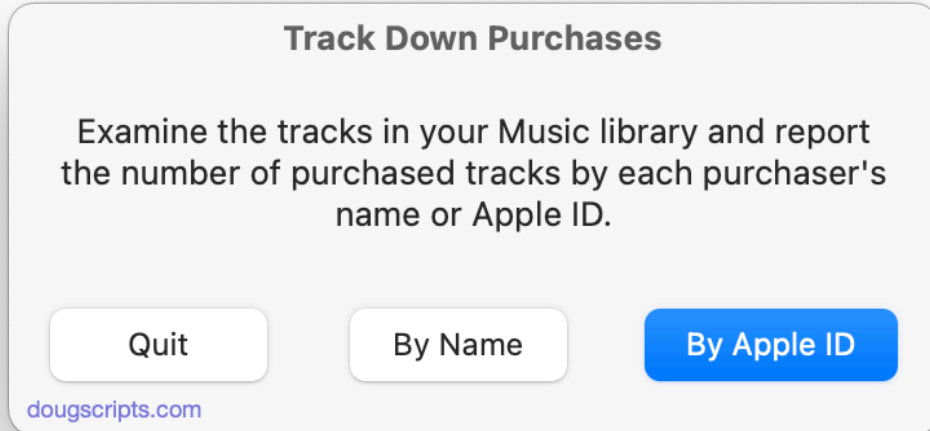 Track Down Purchases
Examine the tracks in your Music library and report
the number of purchased tracks by each purchaser's
name or Apple ID.
Quit
By Name
By Apple ID
dougscripts.com